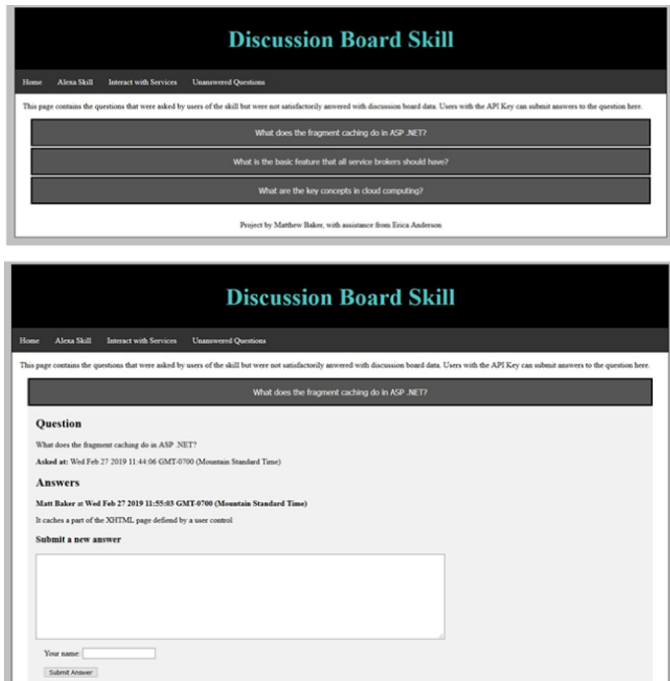 Discussion Board Skill
Home Alexa Skill Interact with Services Unanswered Questions
This page contains the questions that were asked by users of the skill but were not satisfactorily anwered with discussion board data. Users with the API Key can submit answers to the question here.
What does the fragment caching do in ASP .NET?
What is the basic feature that all service brokers should have?
What are the key concepts in cloud computing?
Project by Matthew Baker, with assistance from Erica Anderson
Discussion Board Skill
Home Alexa Skill Interact with Services Unanswered Questions
This page contains the questions that were asked by users of the skill but were not satisfactorily anwered with discussion board data. Users with the API Key can submit answers to the question here.
What does the fragment caching do in ASP .NET?
Question
What does the fragment caching do in ASP .NET?
Asked at: Wed Feb 27 2019 11:44:06 GMT-0700 (Mountain Standard Time)
Answers
Matt Baker at Wed Feb 27 2019 11:55:03 GMT-0700 (Mountain Standard Time)
It caches a part of the XHTML page defiend by a user control
Submit a new answer
Your name:
Submit Answer